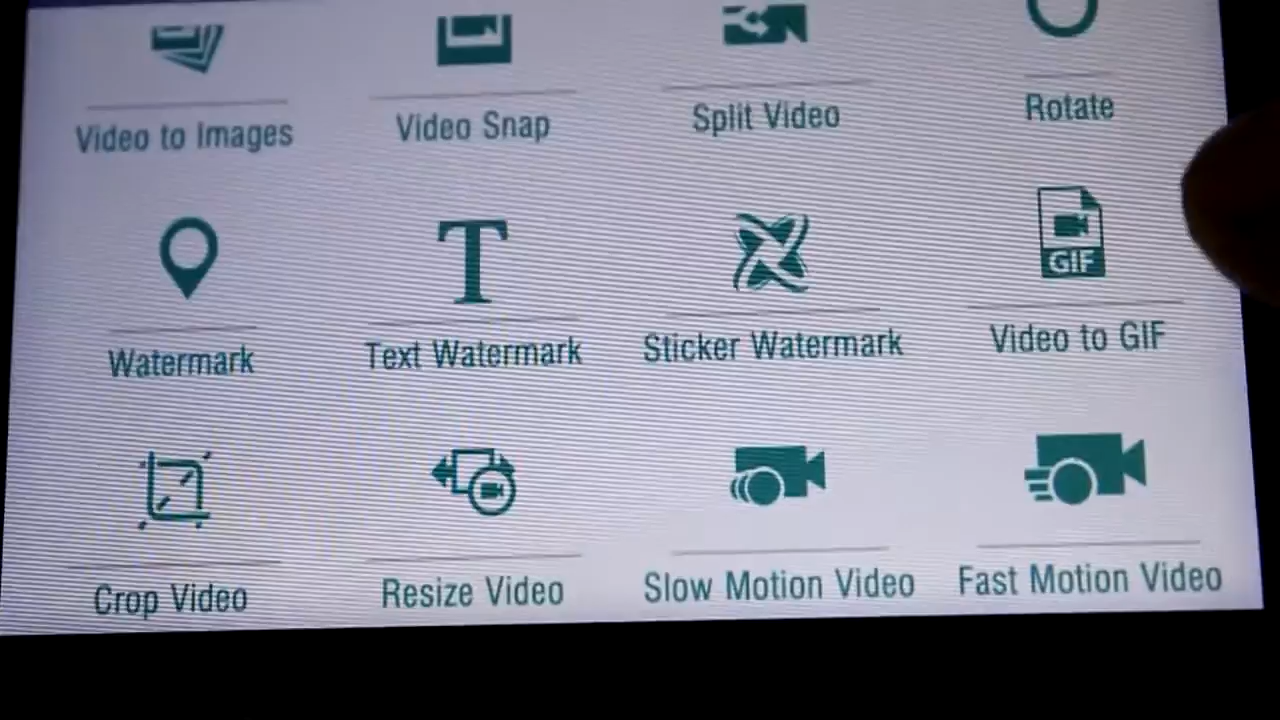 Video to Images
Video Snap
Split Video
Rotate
T
GIF
Watermark
Text Watermark
Sticker Watermark
Video to GIF
Crop Video
Resize Video
Slow Motion Video
Fast Motion Video